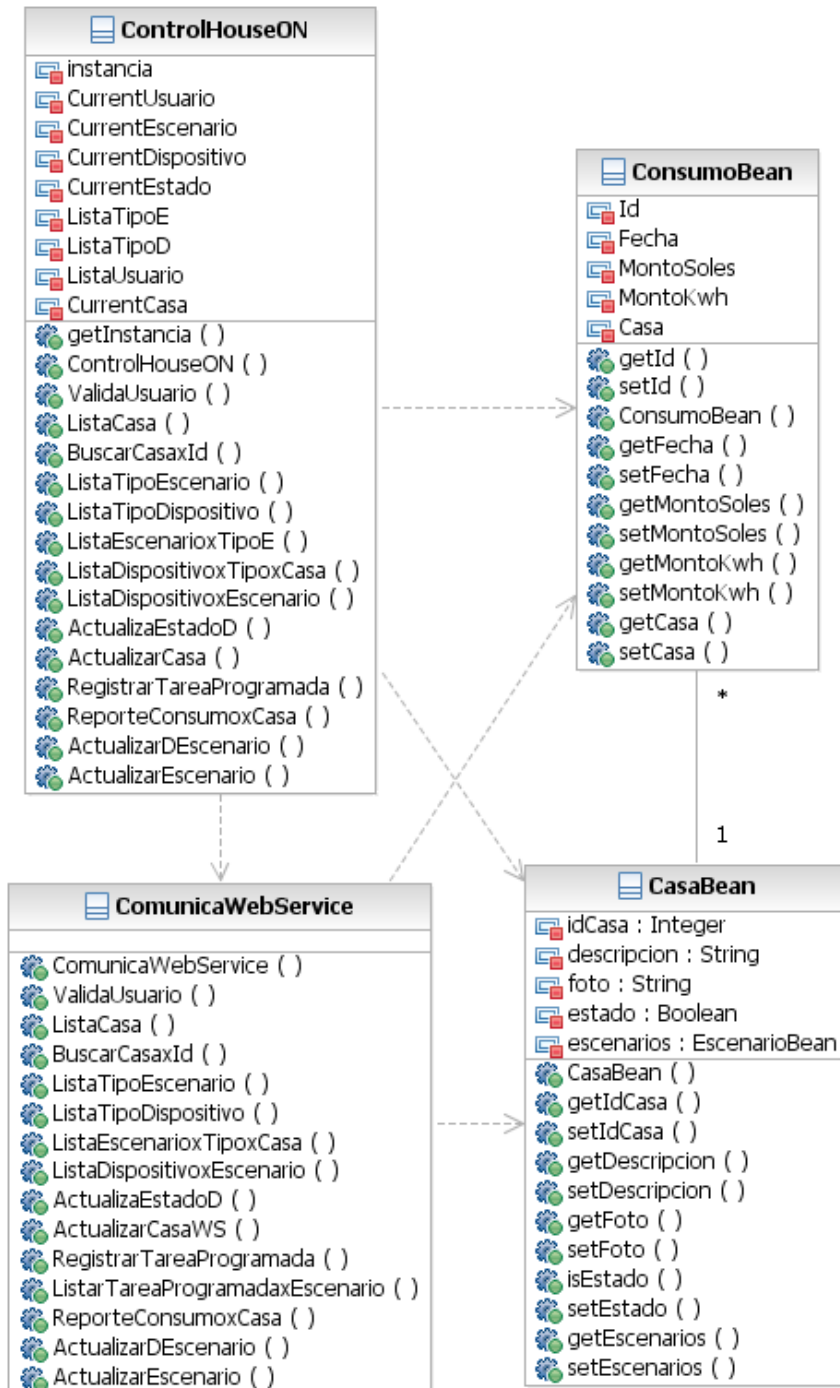 ControlHouseON
instancia
CurrentUsuario
CurrentEscenario
CurrentDispositivo
CurrentEstado
ListaTipoE
ListaTipoD
ListaUsuario
CurrentCasa
getInstancia ( )
ControlHouseON ( )
ValidaUsuario ( )
ListaCasa ( )
BuscarCasaxId ( )
ListaTipoEscenario ( )
ListaTipoDispositivo ( )
ListaEscenarioxTipoE ( )
ListaDispositivoxTipoxCasa ( )
ListaDispositivoxEscenario ( )
ActualizaEstadoD ( )
ActualizarCasa ( )
RegistrarTareaProgramada ( )
ReporteConsumoxCasa ( )
ActualizarDEscenario ( )
ActualizarEscenario ( )
ConsumoBean
Id
Fecha
MontoSoles
MontoKwh
Casa
getId ( )
setId ( )
ConsumoBean ( )
getFecha ( )
setFecha ( )
getMontoSoles ( )
setMontoSoles ( )
getMontoKwh ( )
setMontoKwh ( )
getCasa ( )
setCasa ( )
*
1
ComunicaWebService
ComunicaWebService ( )
ValidaUsuario ( )
ListaCasa ( )
BuscarCasaxId ( )
ListaTipoEscenario ( )
ListaTipoDispositivo ( )
ListaEscenarioxTipoxCasa ( )
ListaDispositivoxEscenario ( )
ActualizaEstadoD ( )
ActualizarCasaWS ( )
RegistrarTareaProgramada ( )
ListarTareaProgramadaxEscenario ( )
ReporteConsumoxCasa ( )
ActualizarDEscenario ( )
ActualizarEscenario ( )
CasaBean
idCasa : Integer
descripcion : String
foto : String
estado : Boolean
escenarios : EscenarioBean
CasaBean ( )
getIdCasa ( )
setIdCasa ( )
getDescripcion ( )
setDescripcion ( )
getFoto ( )
setFoto ( )
isEstado ( )
setEstado ( )
getEscenarios ( )
setEscenarios ( )